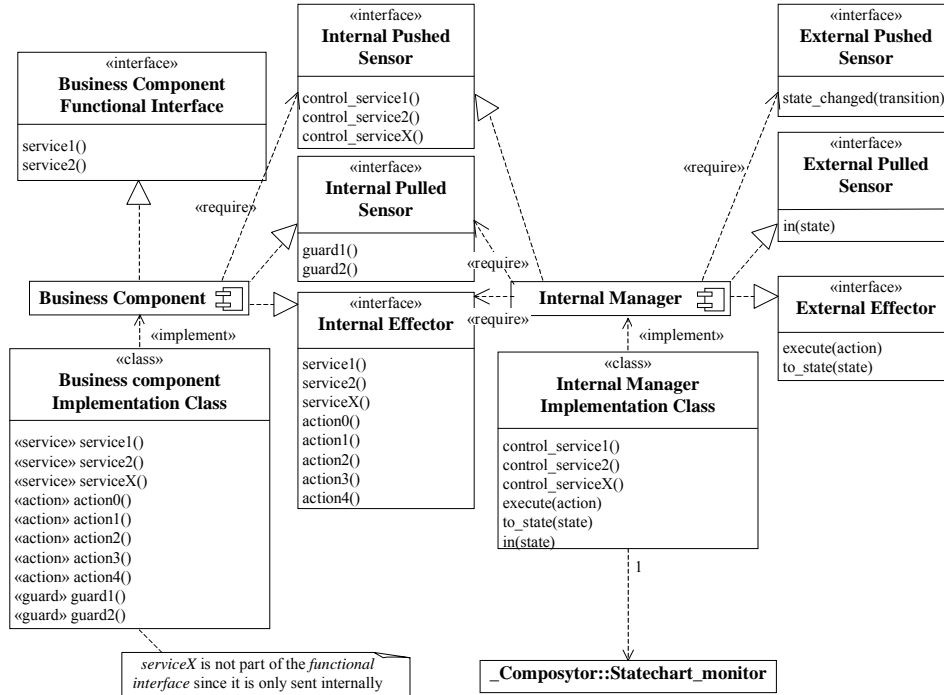 «interface»
Business Component
Functional Interface
service1()
service2()
«interface»
Internal Pushed
Sensor
control_service1()
control_service2()
control_serviceX()
«interface»
External Pushed
Sensor
state_changed(transition)
«require»
«interface»
Internal Pulled
Sensor
guard1()
guard2()
«require»
«interface»
External Pulled
Sensor
in(state)
«require»
Business Component
«interface»
Internal Effector
service1()
service2()
serviceX()
action0()
action1()
action2()
action3()
action4()
«require»
Internal Manager
«interface»
External Effector
execute(action)
to_state(state)
«implement»
«class»
Business component
Implementation Class
«service» service1()
«service» service2()
«service» serviceX()
«action» action0()
«action» action1()
«action» action2()
«action» action3()
«action» action4()
«guard» guard1()
«guard» guard2()
«implement»
«class»
Internal Manager
Implementation Class
control_service1()
control_service2()
control_serviceX()
execute(action)
to_state(state)
in(state)
1
serviceX is not part of the functional
interface since it is only sent internally
_Composytor::Statechart_monitor